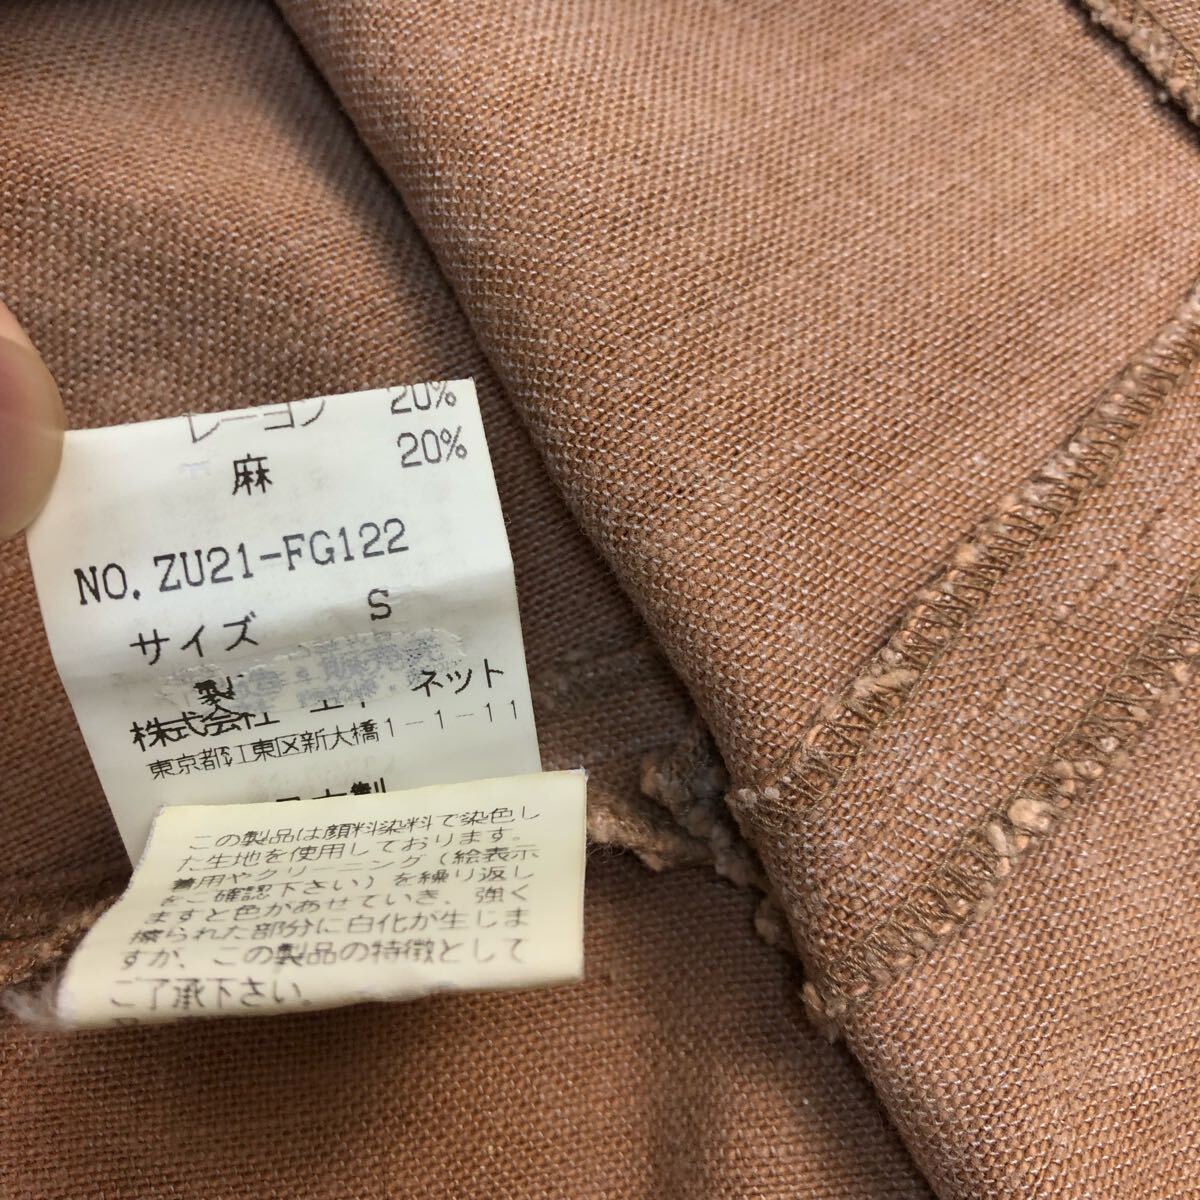 レーヨン 20%
麻 20%
NO. ZU21-FG122
サイズ S
製
株式会社 ネット
東京都江東区新大橋1-1-11
この製品は顔料染料で染色し
た生地を使用しております。
着用やクリーニング(絵表示
をご確認下さい)を繰り返し
ますと色があせていき、強く
擦られた部分に白化が生じま
すが、この製品の特徴として
ご了承下さい。